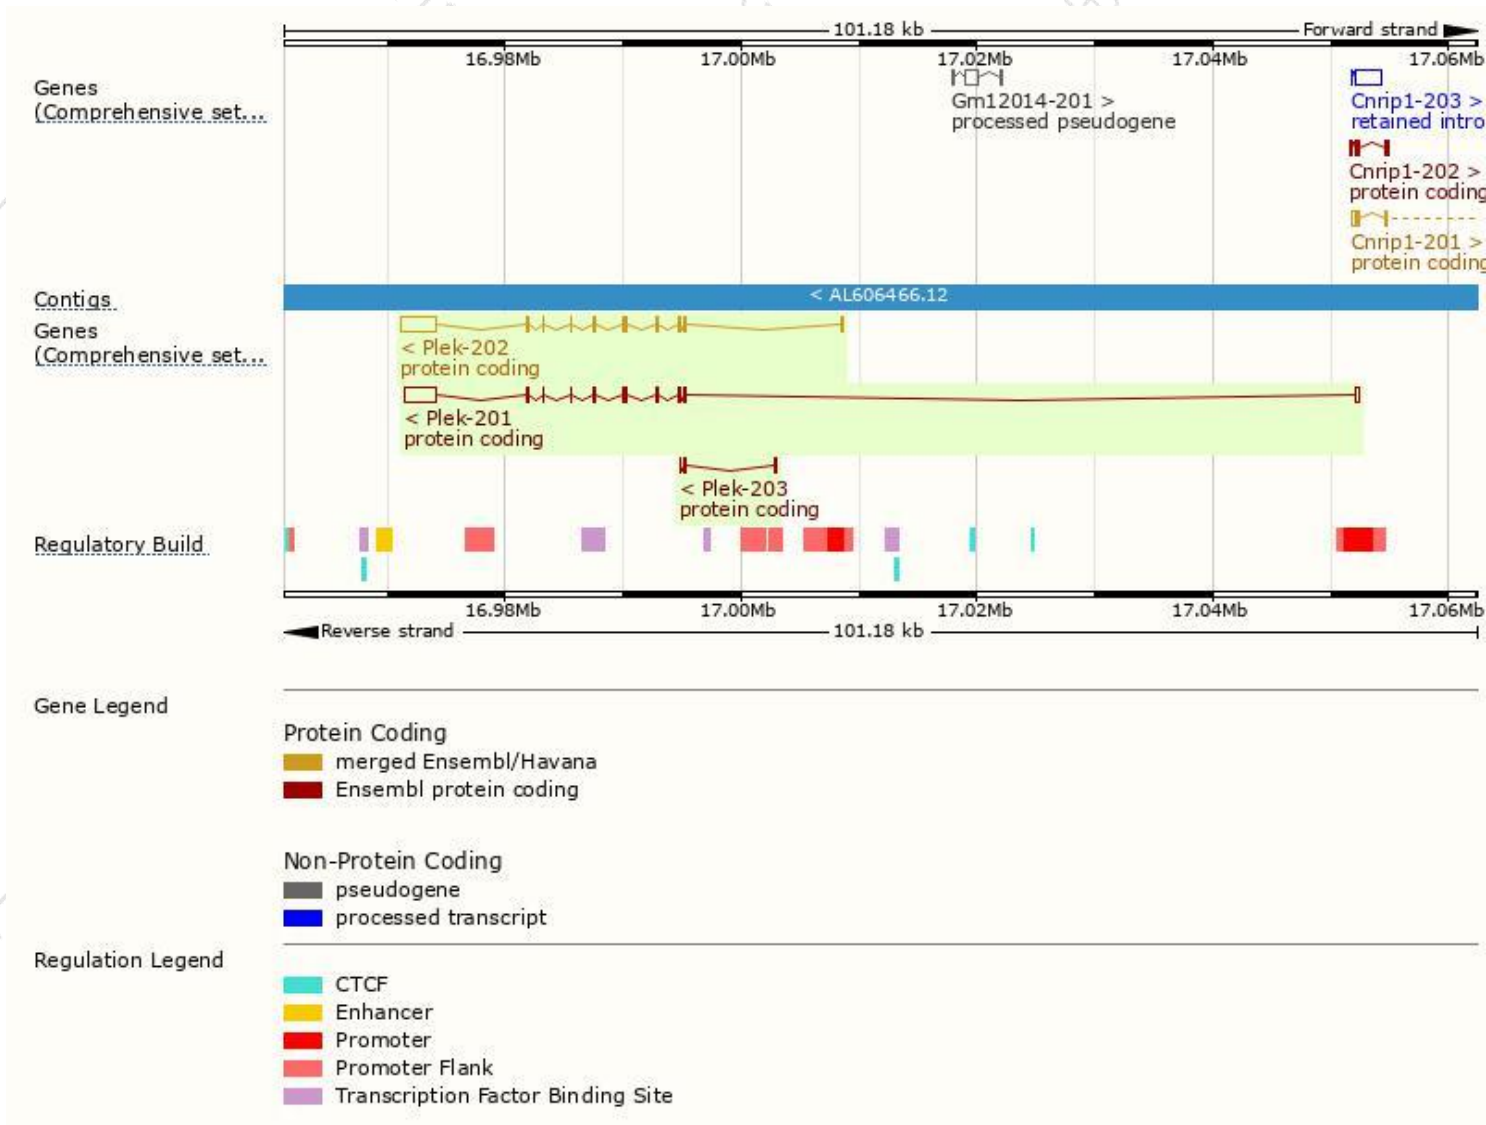 101.18 kb Forward strand
16.98Mb 17.00Mb 17.02Mb 17.04Mb 17.06Mb
Genes
(Comprehensive set...
Gm12014-201 >
processed pseudogene
Cnrip1-203 >
retained intro
Cnrip1-202 >
protein coding
Cnrip1-201 >
protein coding
Contigs
< AL606466.12
Genes
(Comprehensive set...
< Plek-202
protein coding
< Plek-201
protein coding
< Plek-203
protein coding
Regulatory Build
16.98Mb 17.00Mb 17.02Mb 17.04Mb 17.06Mb
Reverse strand 101.18 kb
Gene Legend
Protein Coding
merged Ensembl/Havana
Ensembl protein coding
Non-Protein Coding
pseudogene
processed transcript
Regulation Legend
CTCF
Enhancer
Promoter
Promoter Flank
Transcription Factor Binding Site